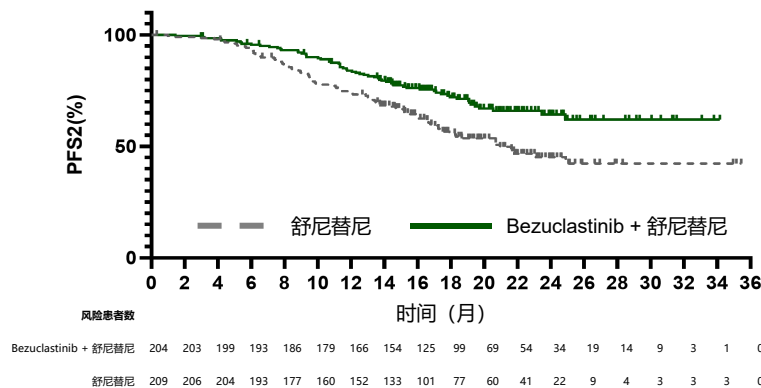 PFS2(%)
100
50
0
舒尼替尼
Bezuclastinib + 舒尼替尼
0 2 4 6 8 10 12 14 16 18 20 22 24 26 28 30 32 34 36
时间（月）
风险患者数
Bezuclastinib + 舒尼替尼 204 203 199 193 186 179 166 154 125 99 69 54 34 19 14 9 3 1 0
舒尼替尼 209 206 204 193 177 160 152 133 101 77 60 41 22 9 4 3 3 3 0